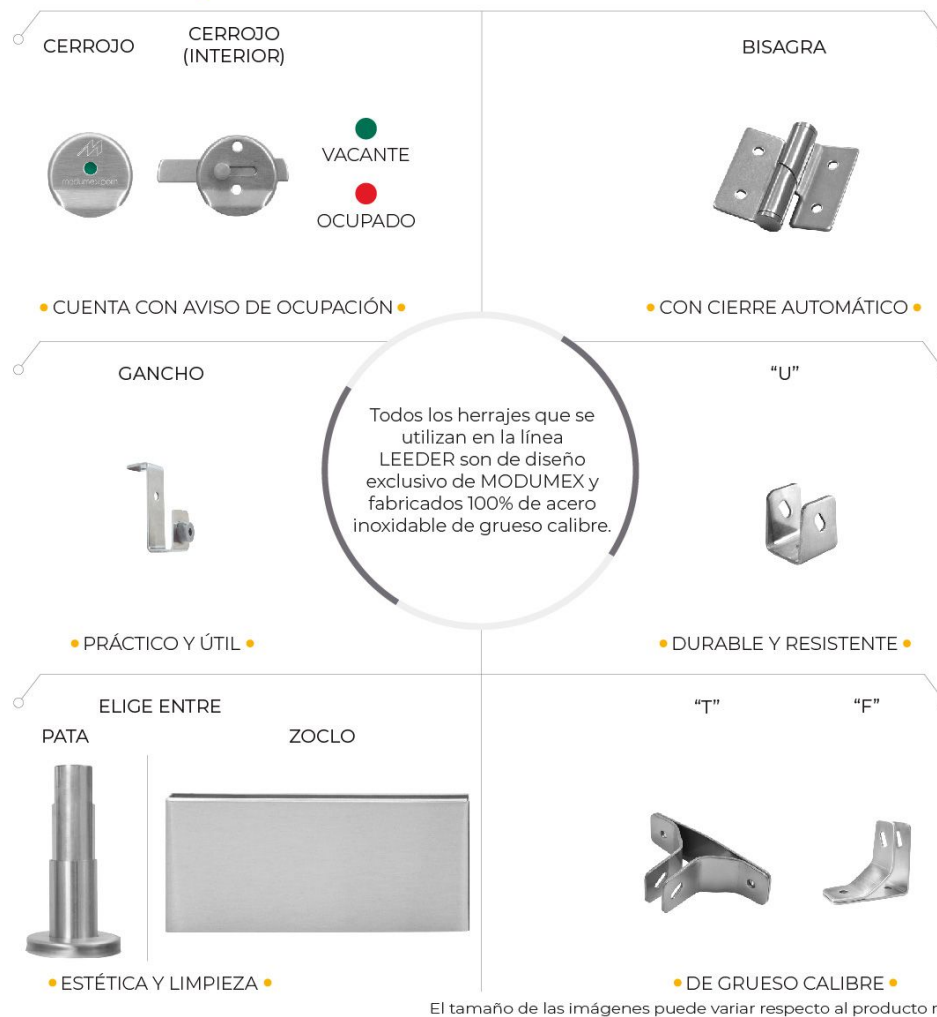 CERROJO
CERROJO
(INTERIOR)
VACANTE
OCUPADO
CUENTA CON AVISO DE OCUPACIÓN
BISAGRA
CON CIERRE AUTOMÁTICO
GANCHO
PRÁCTICO Y ÚTIL
Todos los herrajes que se
utilizan en la línea
LEEDER son de diseño
exclusivo de MODUMEX y
fabricados 100% de acero
inoxidable de grueso calibre.
"U"
DURABLE Y RESISTENTE
ELIGE ENTRE
PATA
ZOCLO
ESTÉTICA Y LIMPIEZA
"T"
"F"
DE GRUESO CALIBRE
El tamaño de las imágenes puede variar respecto al producto